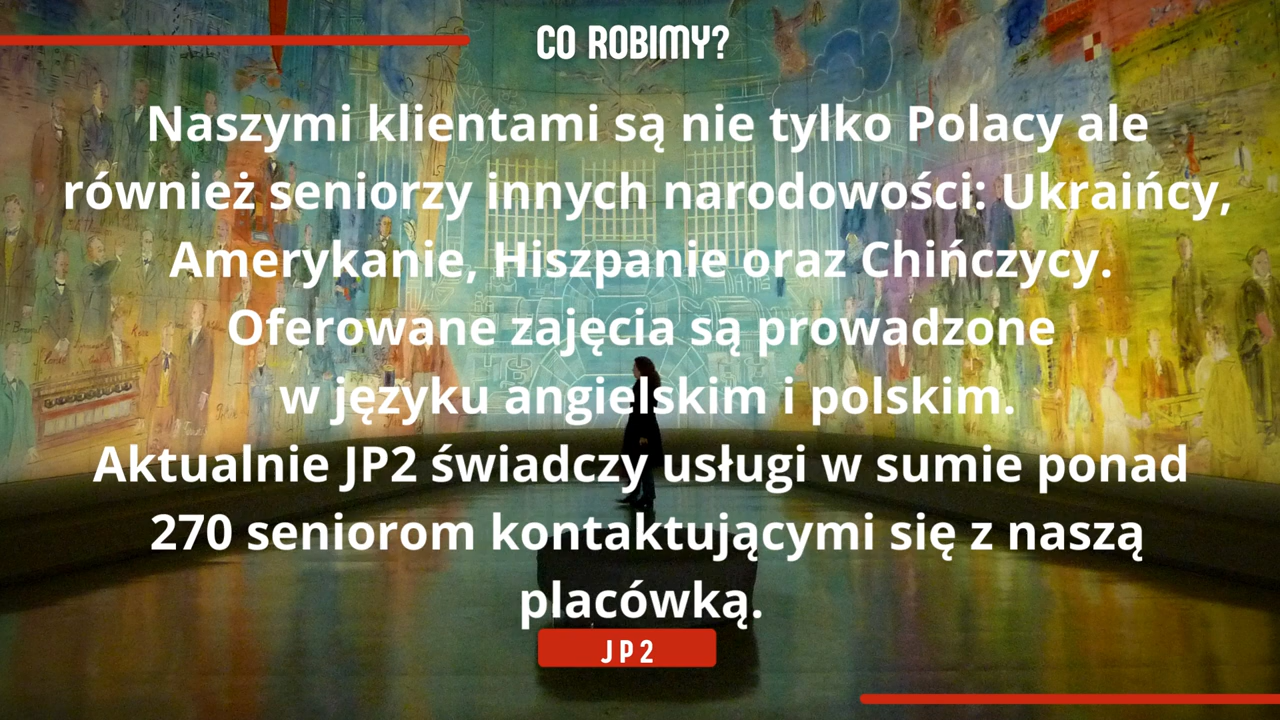 CO ROBIMY?
Naszymi klientami są nie tylko Polacy ale
również seniorzy innych narodowości: Ukraińcy,
Amerykanie, Hiszpanie oraz Chińczycy.
Oferowane zajęcia są prowadzone
w języku angielskim i polskim.
Aktualnie JP2 świadczy usługi w sumie ponad
270 seniorom kontaktującymi się z naszą
placówką.
JP2